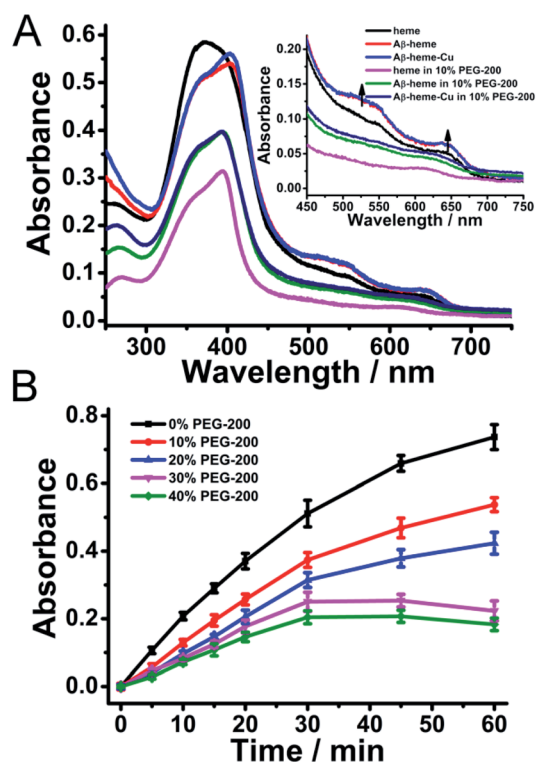 A
Absorbance
0.6
0.5
0.4
0.3
0.2
0.1
0.0
300 400 500 600 700
Wavelength / nm
Absorbance
0.20
0.15
0.10
0.05
0.00
450 500 550 600 650 700 750
Wavelength / nm
heme
Aβ-heme
Aβ-heme-Cu
heme in 10% PEG-200
Aβ-heme in 10% PEG-200
Aβ-heme-Cu in 10% PEG-200
B
Absorbance
0.8
0.6
0.4
0.2
0.0
0% PEG-200
10% PEG-200
20% PEG-200
30% PEG-200
40% PEG-200
0 10 20 30 40 50 60
Time / min